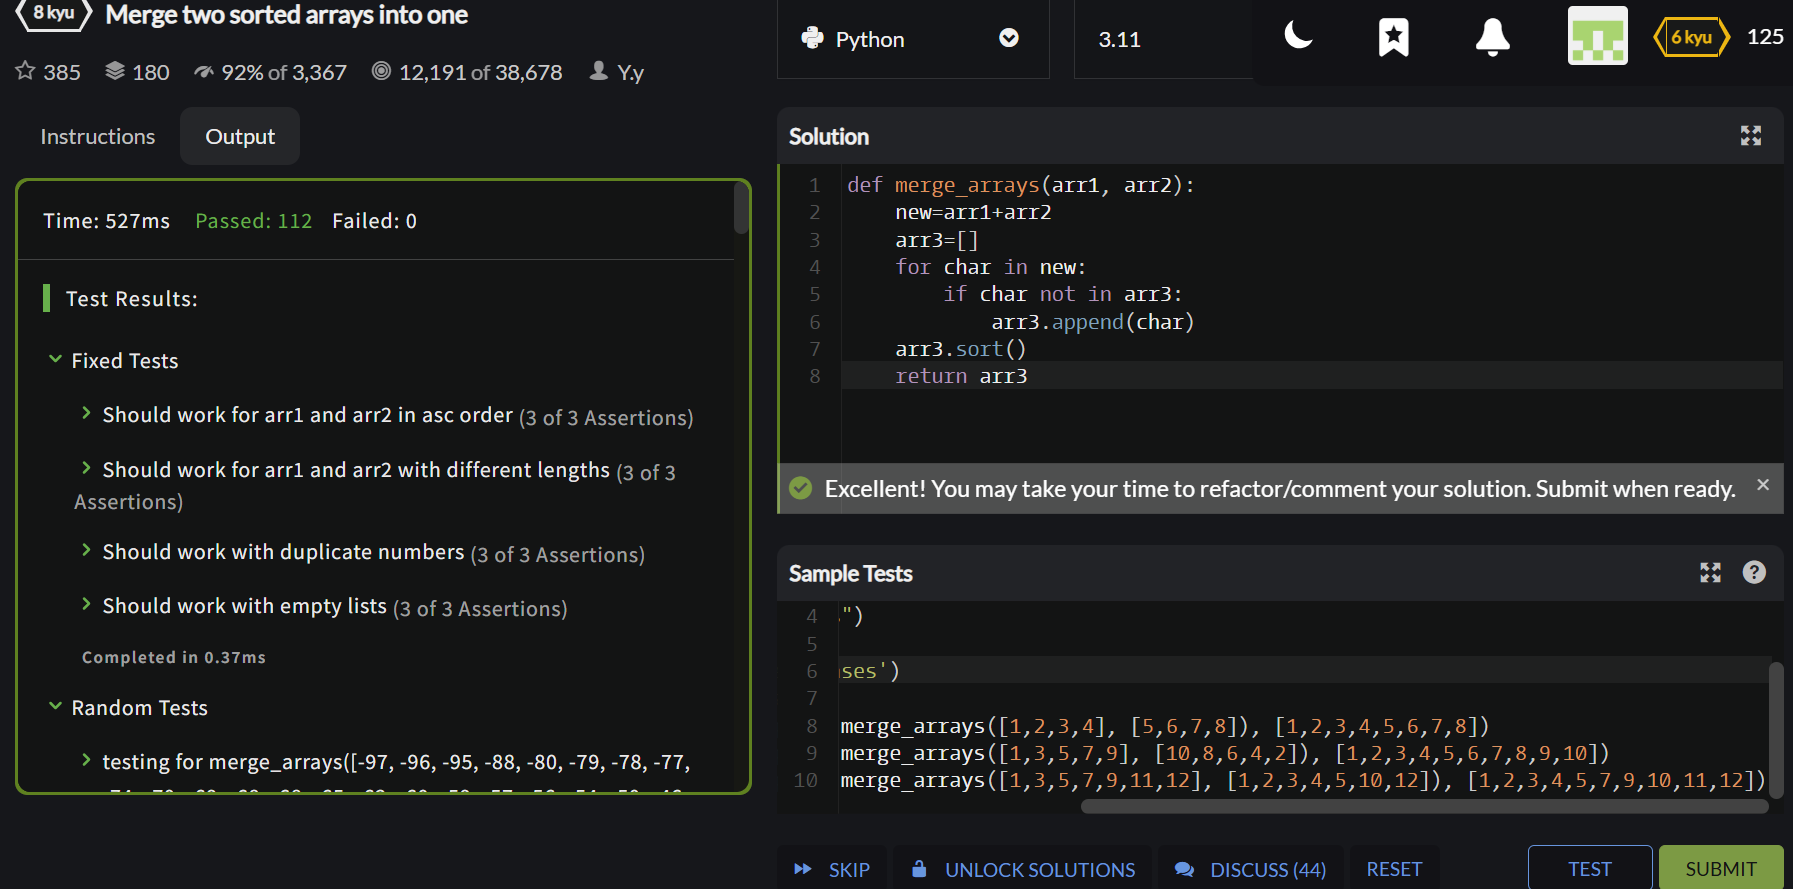 8 kyu Merge two sorted arrays into one
385 180 92% of 3,367 12,191 of 38,678 Y.y
Python 3.11 6 kyu 125
Instructions Output
Time: 527ms Passed: 112 Failed: 0
Test Results:
Fixed Tests
Should work for arr1 and arr2 in asc order (3 of 3 Assertions)
Should work for arr1 and arr2 with different lengths (3 of 3
Assertions)
Should work with duplicate numbers (3 of 3 Assertions)
Should work with empty lists (3 of 3 Assertions)
Completed in 0.37ms
Random Tests
testing for merge_arrays([-97, -96, -95, -88, -80, -79, -78, -77,
Solution
1 def merge_arrays(arr1, arr2):
2     new=arr1+arr2
3     arr3=[]
4     for char in new:
5         if char not in arr3:
6             arr3.append(char)
7     arr3.sort()
8     return arr3
Excellent! You may take your time to refactor/comment your solution. Submit when ready.
Sample Tests
4 .")
5
6 ses')
7
8 merge_arrays([1,2,3,4], [5,6,7,8]), [1,2,3,4,5,6,7,8])
9 merge_arrays([1,3,5,7,9], [10,8,6,4,2]), [1,2,3,4,5,6,7,8,9,10])
10 merge_arrays([1,3,5,7,9,11,12], [1,2,3,4,5,10,12]), [1,2,3,4,5,7,9,10,11,12])
SKIP UNLOCK SOLUTIONS DISCUSS (44) RESET TEST SUBMIT